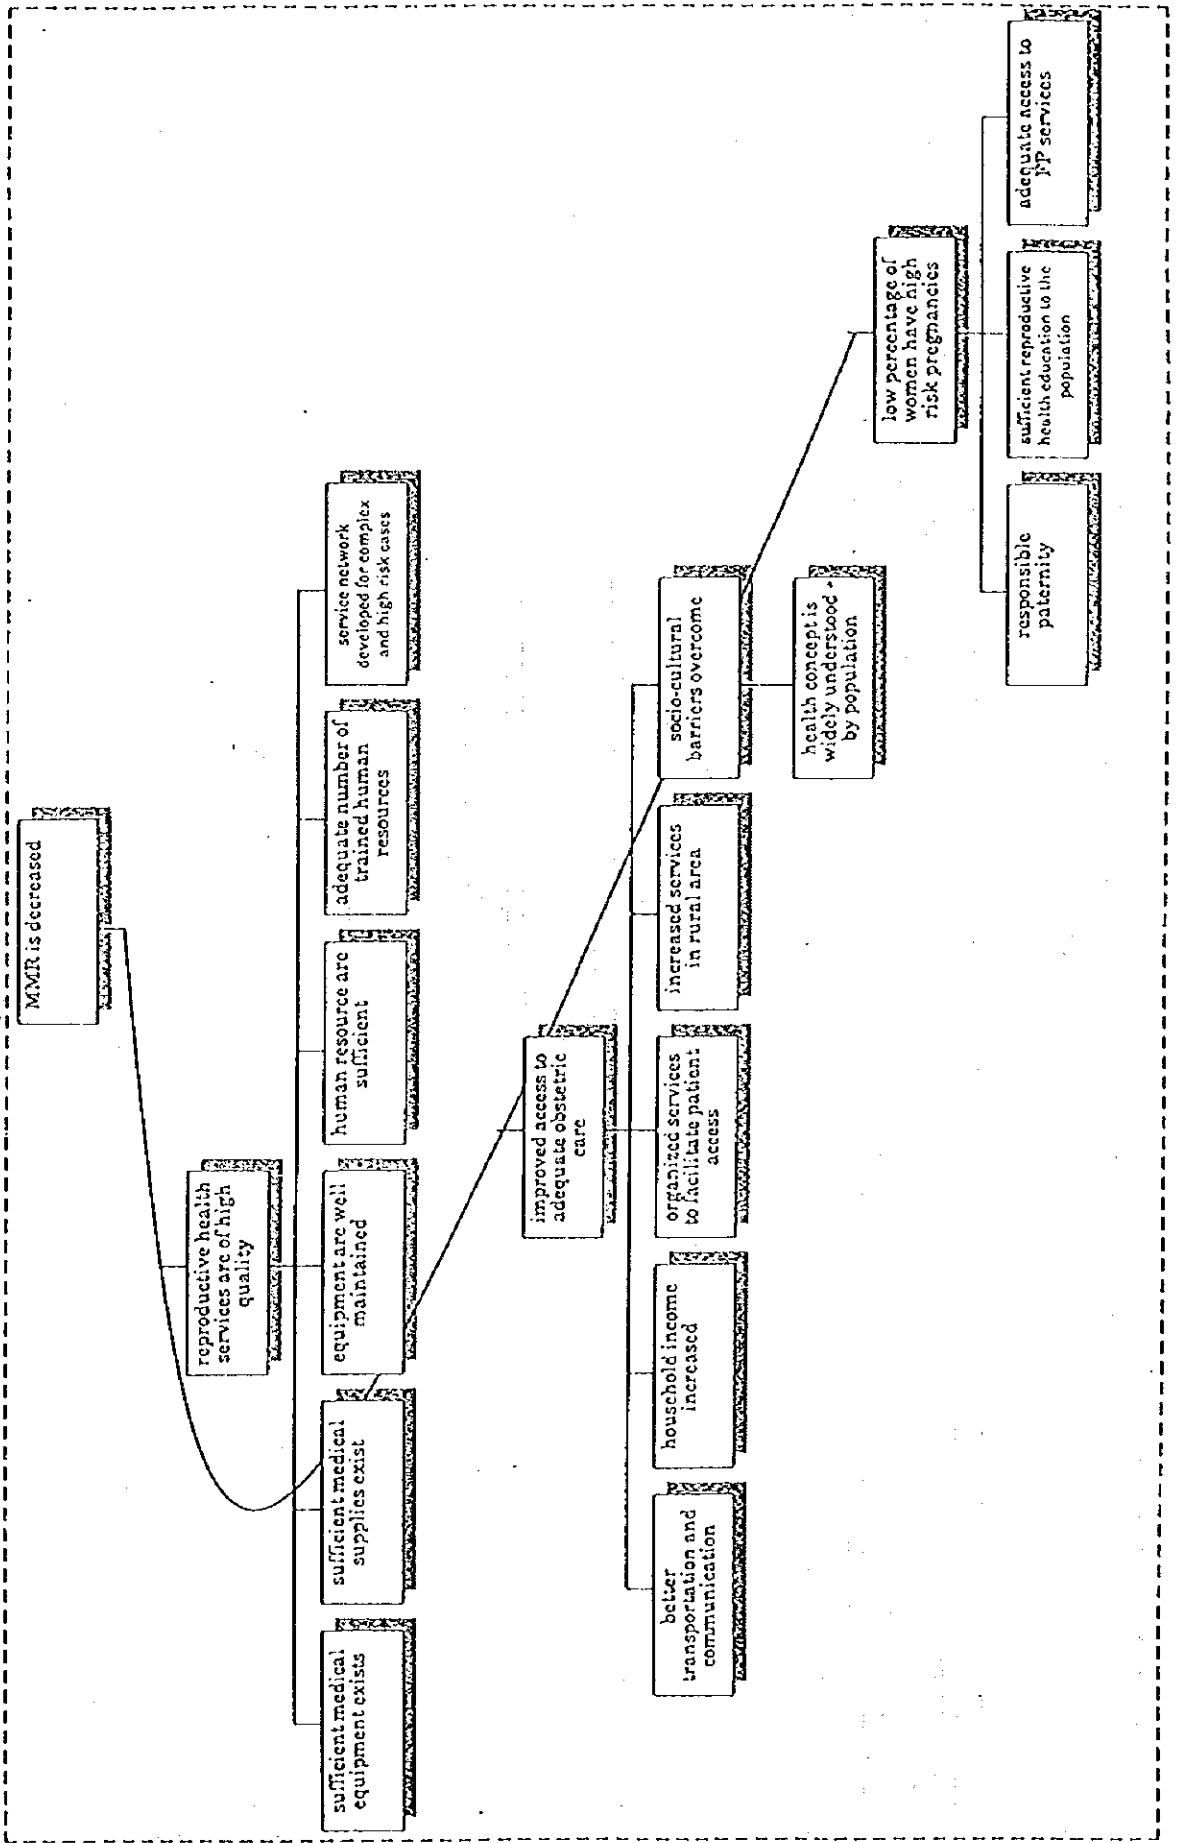 MMR is decreased
reproductive health
services are of high
quality
sufficient medical
equipment exists
sufficient medical
supplies exist
equipment are well
maintained
human resource are
sufficient
adequate number of
trained human
resources
service network
developed for complex
and high risk cases
improved access to
adequate obstetric
care
better
transportation and
communication
household income
increased
organized services
to facilitate patient
access
increased services
in rural area
socio-cultural
barriers overcome
health concept is
widely understood
by population
low percentage of
women have high
risk pregnancies
responsible
paternity
sufficient reproductive
health education to the
population
adequate access to
FP services